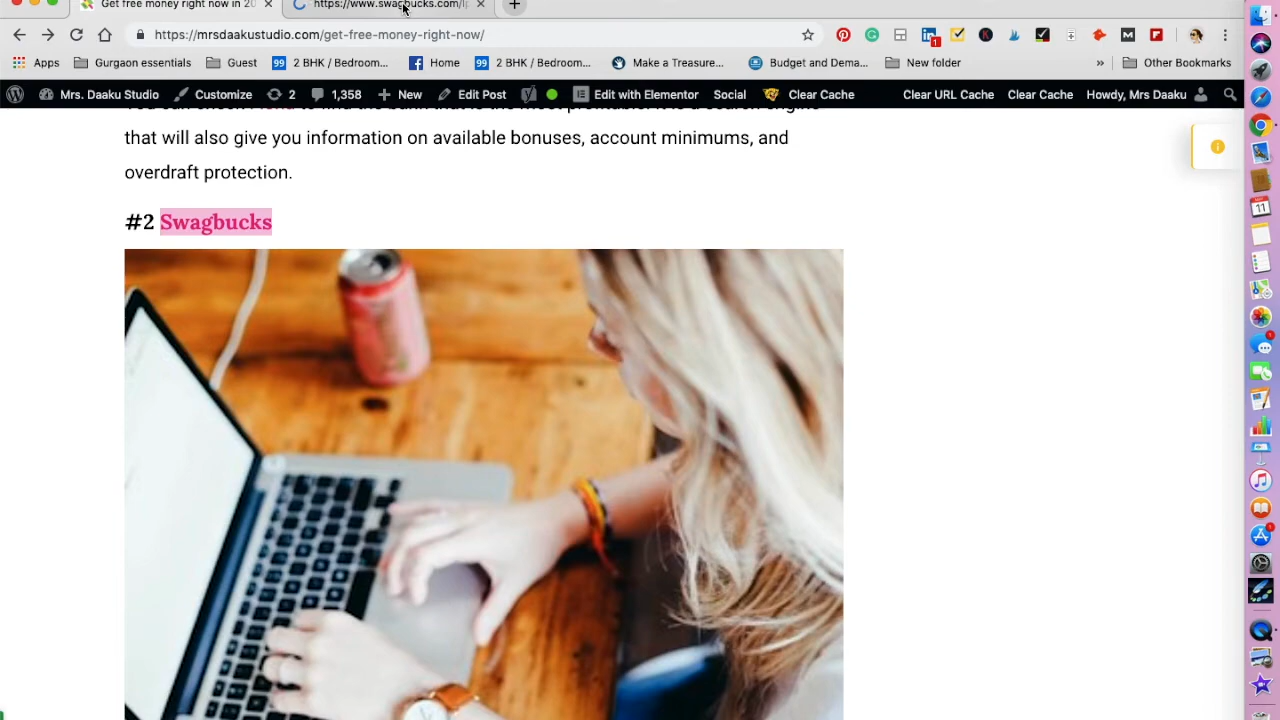 Get free money right now in 20
https://www.swagbucks.com/
https://mrsdaakustudio.com/get-free-money-right-now/
Apps Gurgaon essentials Guest 2 BHK / Bedroom... Home 2 BHK / Bedroom... Make a Treasure... Budget and Dema... New folder » Other Bookmarks
Mrs. Daaku Studio Customize 2 1,358 New Edit Post Edit with Elementor Social Clear Cache Clear URL Cache Clear Cache Howdy, Mrs Daaku
that will also give you information on available bonuses, account minimums, and
overdraft protection.
#2 Swagbucks